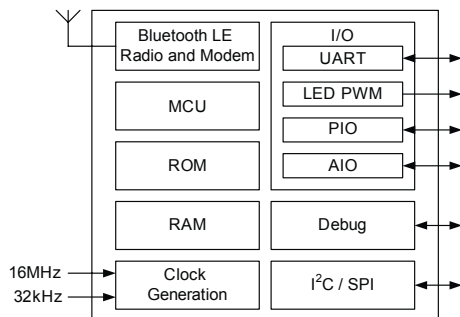 Bluetooth LE
Radio and Modem
MCU
ROM
RAM
16MHz
32kHz
Clock
Generation
I/O
UART
LED PWM
PIO
AIO
Debug
I²C / SPI